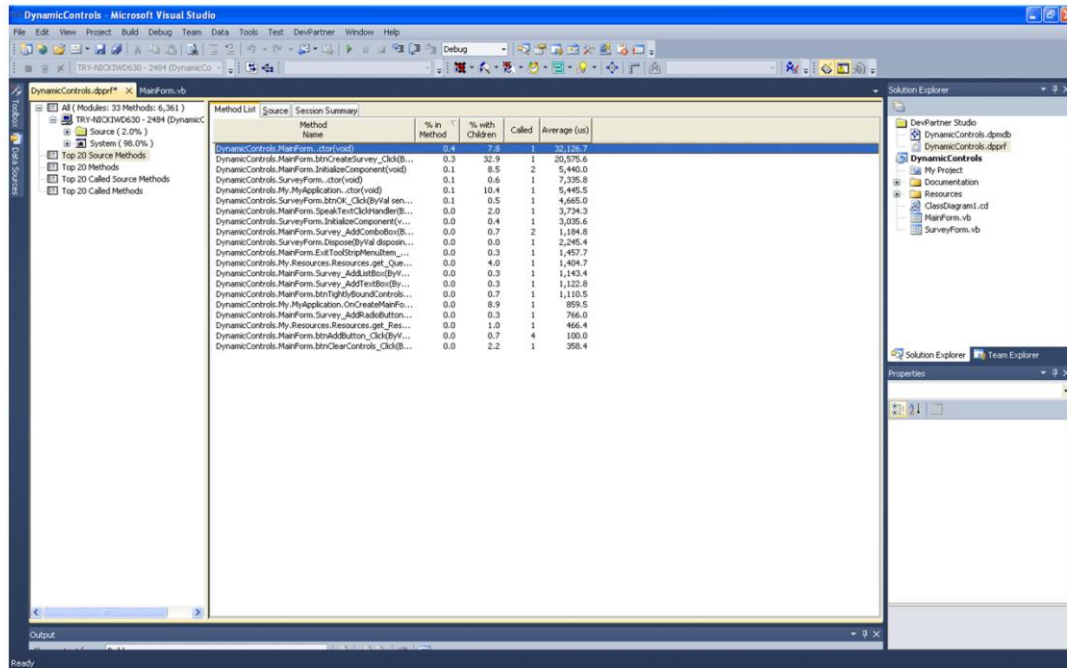 DynamicControls - Microsoft Visual Studio
File Edit View Project Build Debug Team Data Tools Test DevPartner Window Help
Debug
TRY-NICKIWD630 - 2484 (DynamicCo
Toolbox
Data Sources
DynamicControls.dpprf* X MainForm.vb
All ( Modules: 33 Methods: 6,361 )
TRY-NICKIWD630 - 2484 (DynamicC
Source ( 2.0% )
System ( 98.0% )
Top 20 Source Methods
Top 20 Methods
Top 20 Called Source Methods
Top 20 Called Methods
Method List Source Session Summary
Method Name % in Method % with Children Called Average (us)
DynamicControls.MainForm..ctor(void) 0.4 7.8 1 32,126.7
DynamicControls.MainForm.btnCreateSurvey_Click(B... 0.3 32.9 1 20,575.6
DynamicControls.MainForm.InitializeComponent(void) 0.1 8.5 2 5,440.0
DynamicControls.SurveyForm..ctor(void) 0.1 0.6 1 7,335.8
DynamicControls.My.MyApplication..ctor(void) 0.1 10.4 1 5,445.5
DynamicControls.SurveyForm.btnOK_Click(ByVal sen... 0.1 0.5 1 4,665.0
DynamicControls.MainForm.SpeakTextClickHandler(B... 0.0 2.0 1 3,734.3
DynamicControls.SurveyForm.InitializeComponent(v... 0.0 0.4 1 3,035.6
DynamicControls.MainForm.Survey_AddComboBox(B... 0.0 0.7 2 1,184.8
DynamicControls.SurveyForm.Dispose(ByVal disposin... 0.0 0.0 1 2,245.4
DynamicControls.MainForm.ExitToolStripMenuItem_... 0.0 0.3 1 1,457.7
DynamicControls.My.Resources.Resources.get_Que... 0.0 4.0 1 1,404.7
DynamicControls.MainForm.Survey_AddListBox(ByV... 0.0 0.3 1 1,143.4
DynamicControls.MainForm.Survey_AddTextBox(By... 0.0 0.3 1 1,122.8
DynamicControls.MainForm.btnTightlyBoundControls... 0.0 0.7 1 1,110.5
DynamicControls.My.MyApplication.OnCreateMainFo... 0.0 8.9 1 859.5
DynamicControls.MainForm.Survey_AddRadioButton... 0.0 0.3 1 766.0
DynamicControls.My.Resources.Resources.get_Res... 0.0 1.0 1 466.4
DynamicControls.MainForm.btnAddButton_Click(ByV... 0.0 0.7 4 100.0
DynamicControls.MainForm.btnClearControls_Click(B... 0.0 2.2 1 358.4
Solution Explorer
DevPartner Studio
DynamicControls.dpmdb
DynamicControls.dpprf
DynamicControls
My Project
Documentation
Resources
ClassDiagram1.cd
MainForm.vb
SurveyForm.vb
Solution Explorer Team Explorer
Properties
Output
Ready